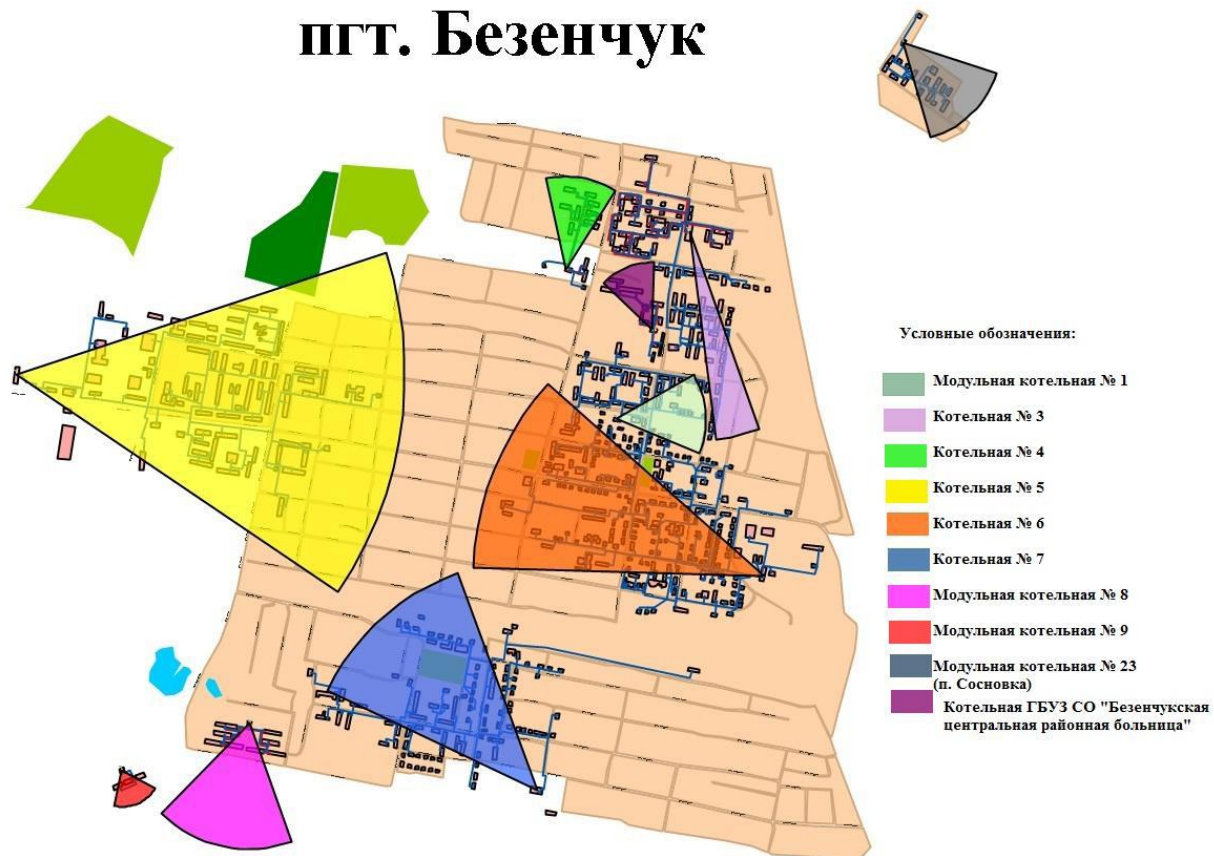 пгт. Безенчук
Условные обозначения:
Модульная котельная № 1
Котельная № 3
Котельная № 4
Котельная № 5
Котельная № 6
Котельная № 7
Модульная котельная № 8
Модульная котельная № 9
Модульная котельная № 23
(п. Сосновка)
Котельная ГБУЗ СО "Безенчукская
центральная районная больница"